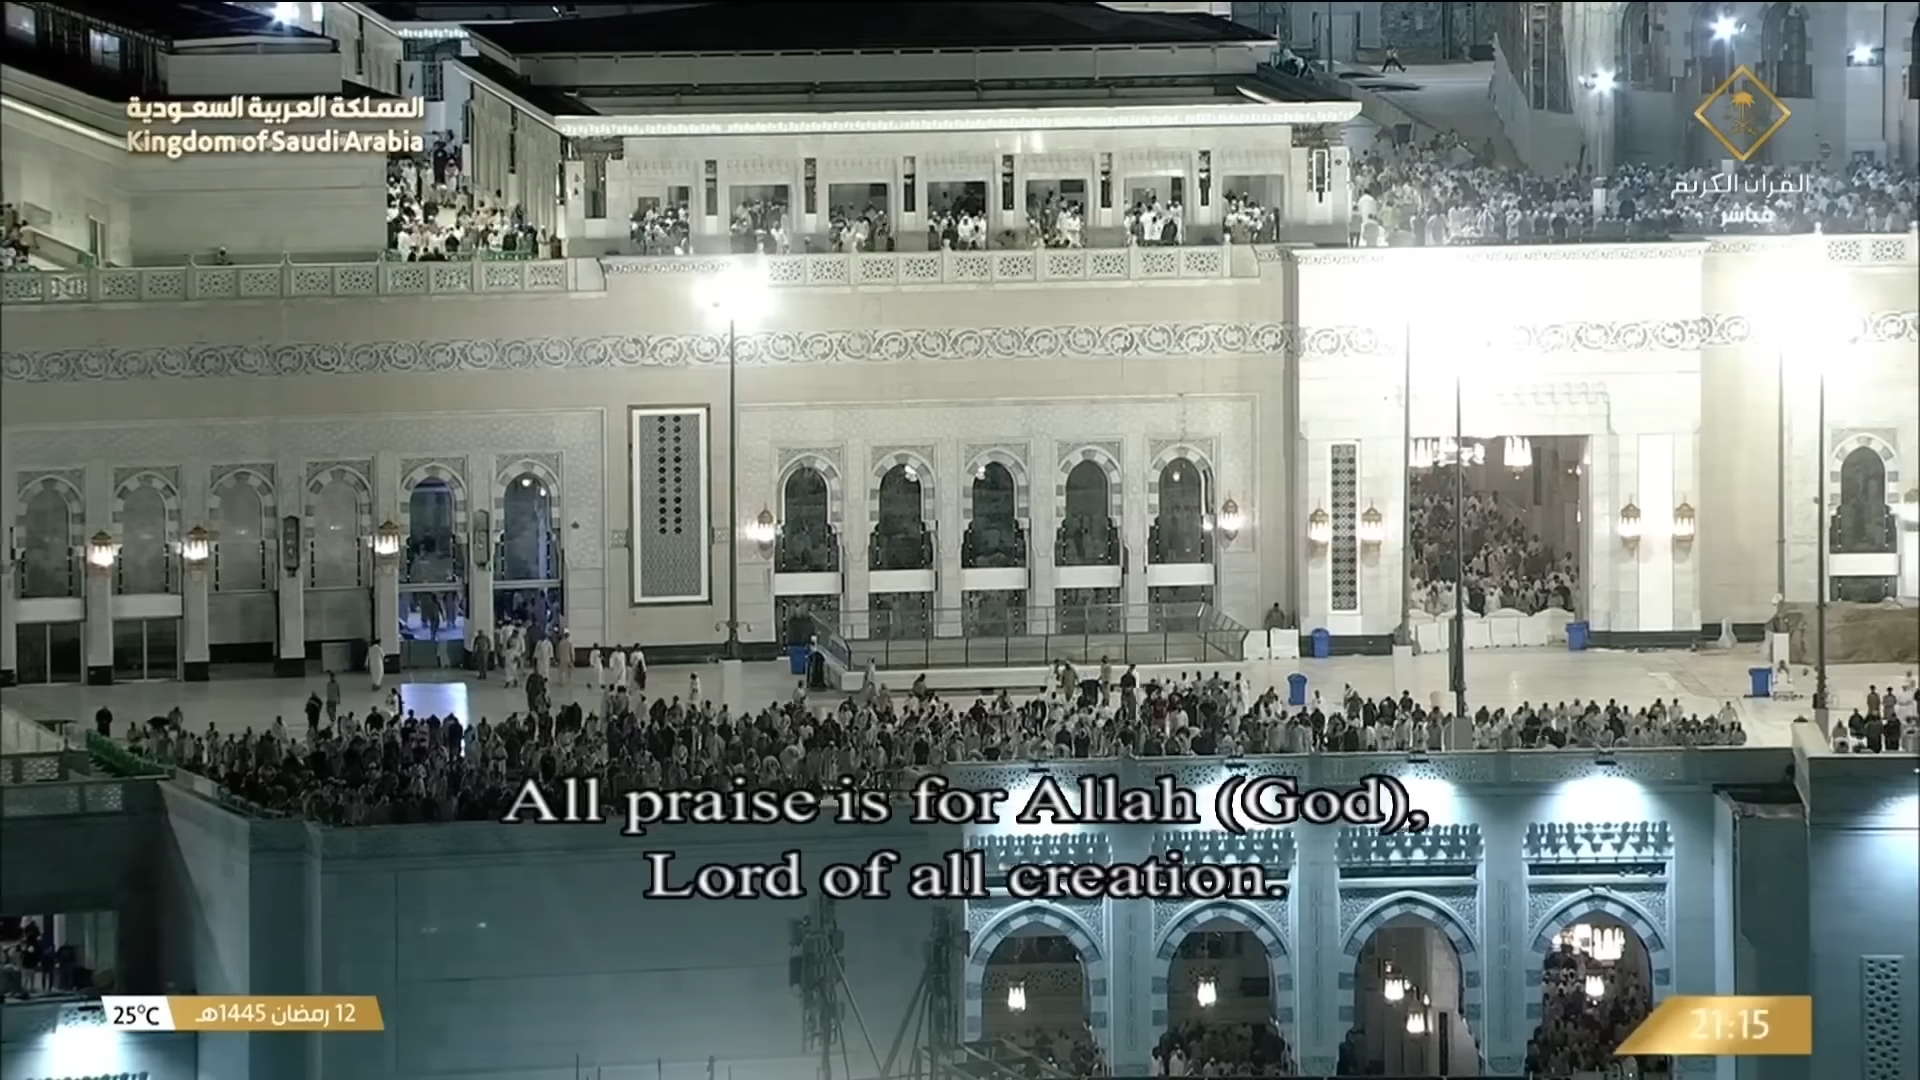 المملكة العربية السعودية
Kingdom of Saudi Arabia
القرآن الكريم
مباشر
All praise is for Allah (God),
Lord of all creation.
25°C
12 رمضان 1445هـ
21:15